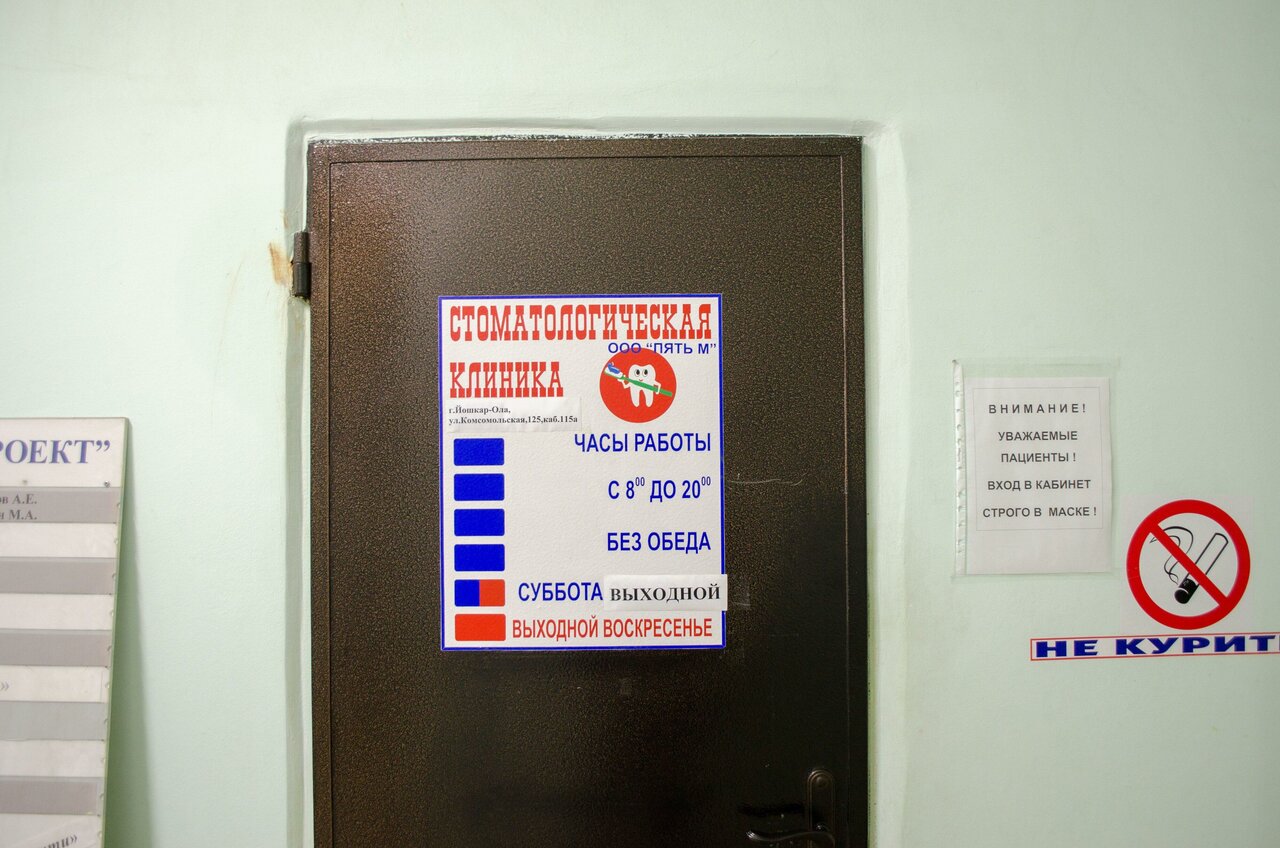 РОЕКТ”
в А.Е.
М.А.
СТОМАТОЛОГИЧЕСКАЯ
ООО “ПЯТЬ М”
КЛИНИКА
г.Йошкар-Ола,
ул.Комсомольская,125,каб.115а
ЧАСЫ РАБОТЫ
С 8⁰⁰ ДО 20⁰⁰
БЕЗ ОБЕДА
СУББОТА ВЫХОДНОЙ
ВЫХОДНОЙ ВОСКРЕСЕНЬЕ
ВНИМАНИЕ!
УВАЖАЕМЫЕ
ПАЦИЕНТЫ !
ВХОД В КАБИНЕТ
СТРОГО В МАСКЕ !
НЕ КУРИТ